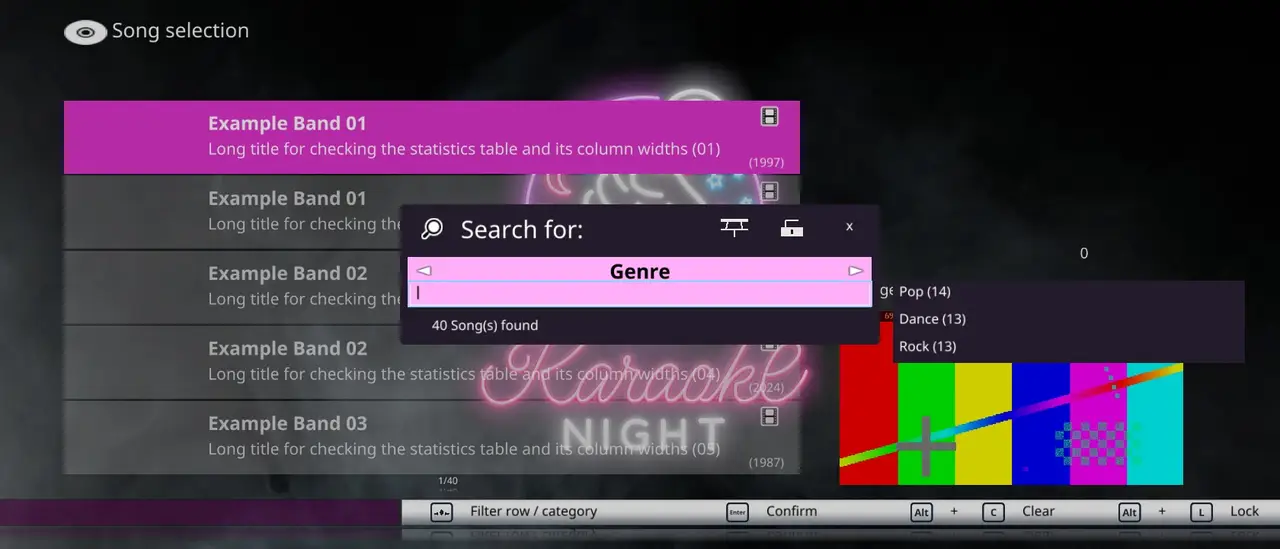 Song selection
Example Band 01
Long title for checking the statistics table and its column widths (01)
(1997)
Example Band 01
Long title for checking the
Search for:
x
Genre
40 Song(s) found
0
Pop (14)
Dance (13)
Rock (13)
Example Band 02
Long title for checking the
Example Band 02
Long title for checking the statistics table and its column widths (04)
(2024)
Karaoke
NIGHT
Example Band 03
Long title for checking the statistics table and its column widths (05)
(1987)
1/40
Filter row / category
Enter Confirm
Alt + C Clear
Alt + L Lock